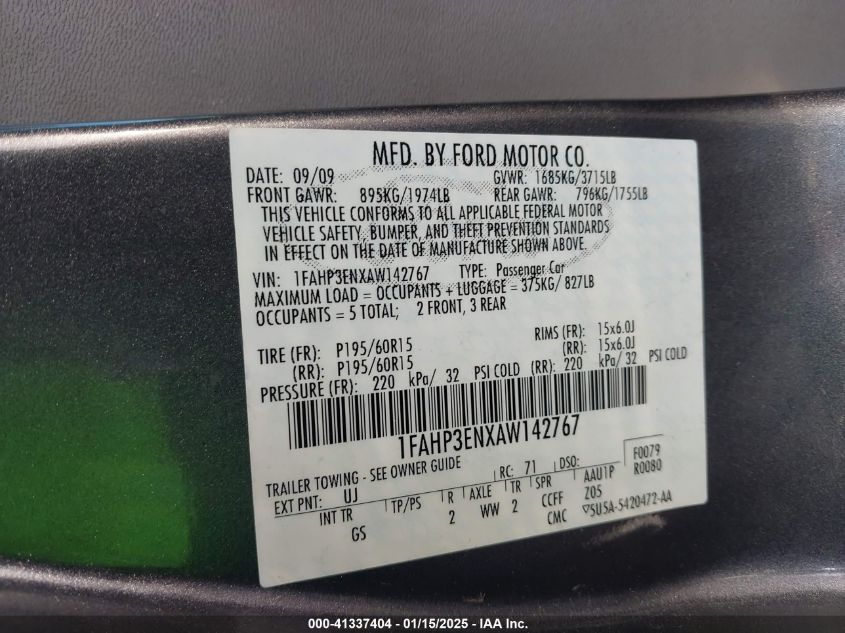 MFD. BY FORD MOTOR CO.
DATE: 09/09 GVWR: 1685KG/3715LB
FRONT GAWR: 895KG/1974LB REAR GAWR: 796KG/1755LB
THIS VEHICLE CONFORMS TO ALL APPLICABLE FEDERAL MOTOR
VEHICLE SAFETY, BUMPER, AND THEFT PREVENTION STANDARDS
IN EFFECT ON THE DATE OF MANUFACTURE SHOWN ABOVE.
VIN: 1FAHP3ENXAW142767 TYPE: Passenger Car
MAXIMUM LOAD = OCCUPANTS + LUGGAGE = 375KG/ 827LB
OCCUPANTS = 5 TOTAL; 2 FRONT, 3 REAR
TIRE (FR): P195/60R15 RIMS (FR): 15x6.0J
(RR): P195/60R15 (RR): 15x6.0J
PRESSURE (FR): 220 kPa/ 32 PSI COLD (RR): 220 kPa/ 32 PSI COLD
1FAHP3ENXAW142767
TRAILER TOWING - SEE OWNER GUIDE RC: 71 DSO: F0079
EXT PNT: UJ TP/PS R AXLE TR SPR AAU1P R0080
INT TR 2 WW 2 CCFF Z05
GS CMC ▽5U5A-5420472-AA
000-41337404 - 01/15/2025 - IAA Inc.